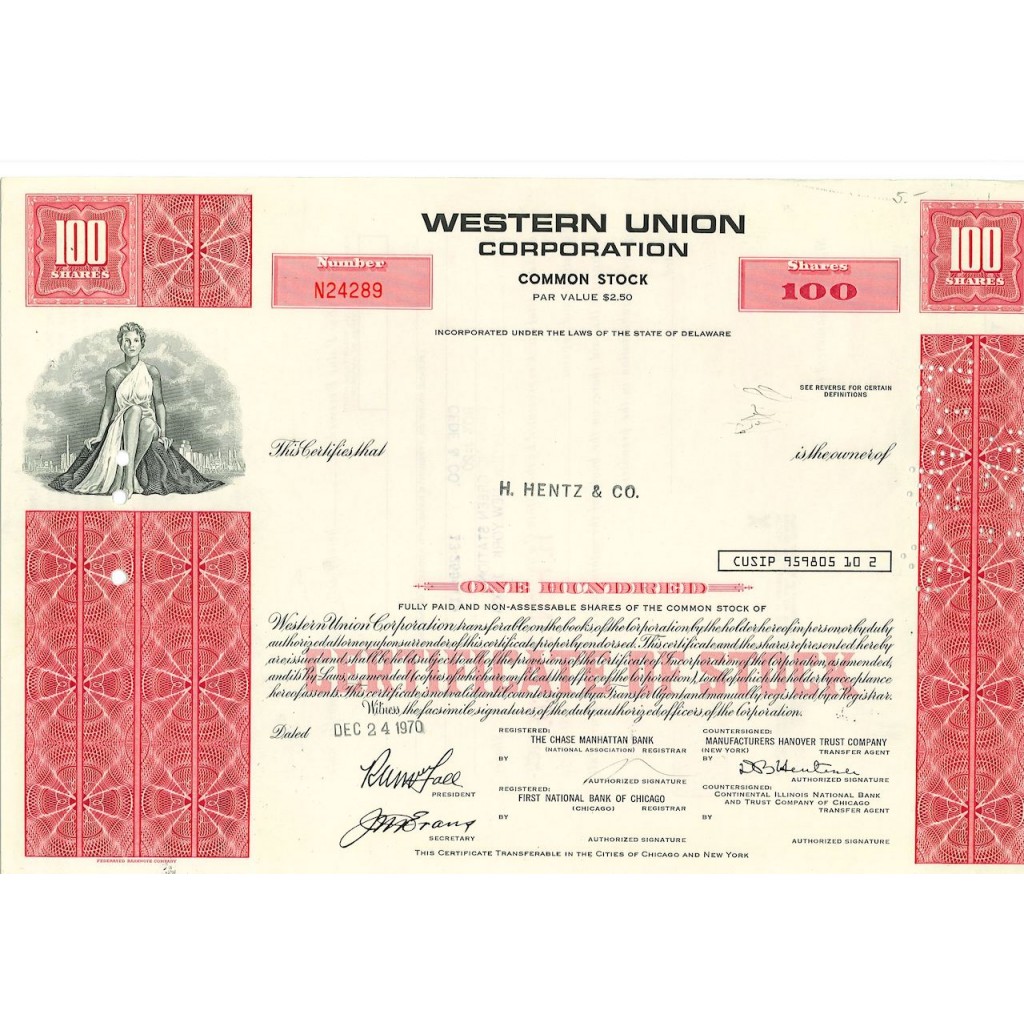 5.-
WESTERN UNION
CORPORATION
100
SHARES
100
SHARES
Number
N24289
COMMON STOCK
PAR VALUE $2.50
Shares
100
INCORPORATED UNDER THE LAWS OF THE STATE OF DELAWARE
SEE REVERSE FOR CERTAIN
DEFINITIONS
This Certifies that
is the owner of
H. HENTZ & CO.
CUSIP 959805 10 2
ONE HUNDRED
FULLY PAID AND NON-ASSESSABLE SHARES OF THE COMMON STOCK OF
Western Union Corporation, transferable on the books of the Corporation by the holder hereof in person or by duly
authorized attorney upon surrender of this certificate properly endorsed. This certificate and the shares represented hereby
are issued and shall be held subject to all of the provisions of the Certificate of Incorporation of the Corporation, as amended,
and its By-Laws, as amended (copies of which are on file at the office of the Corporation), to all of which the holder by acceptance
hereof assents. This certificate is not valid until countersigned by a Transfer Agent and manually registered by a Registrar.
CERTIFICATE OF STOCK
Witness, the facsimile signatures of the duly authorized officers of the Corporation.
Dated DEC 24 1970
REGISTERED:
THE CHASE MANHATTAN BANK
(NATIONAL ASSOCIATION) REGISTRAR
BY
AUTHORIZED SIGNATURE
COUNTERSIGNED:
MANUFACTURERS HANOVER TRUST COMPANY
(NEW YORK) TRANSFER AGENT
BY
AUTHORIZED SIGNATURE
PRESIDENT
REGISTERED:
FIRST NATIONAL BANK OF CHICAGO
(CHICAGO) REGISTRAR
BY
AUTHORIZED SIGNATURE
COUNTERSIGNED:
CONTINENTAL ILLINOIS NATIONAL BANK
AND TRUST COMPANY OF CHICAGO
TRANSFER AGENT
BY
AUTHORIZED SIGNATURE
J M Evans
SECRETARY
THIS CERTIFICATE TRANSFERABLE IN THE CITIES OF CHICAGO AND NEW YORK
FEDERATED BANKNOTE COMPANY